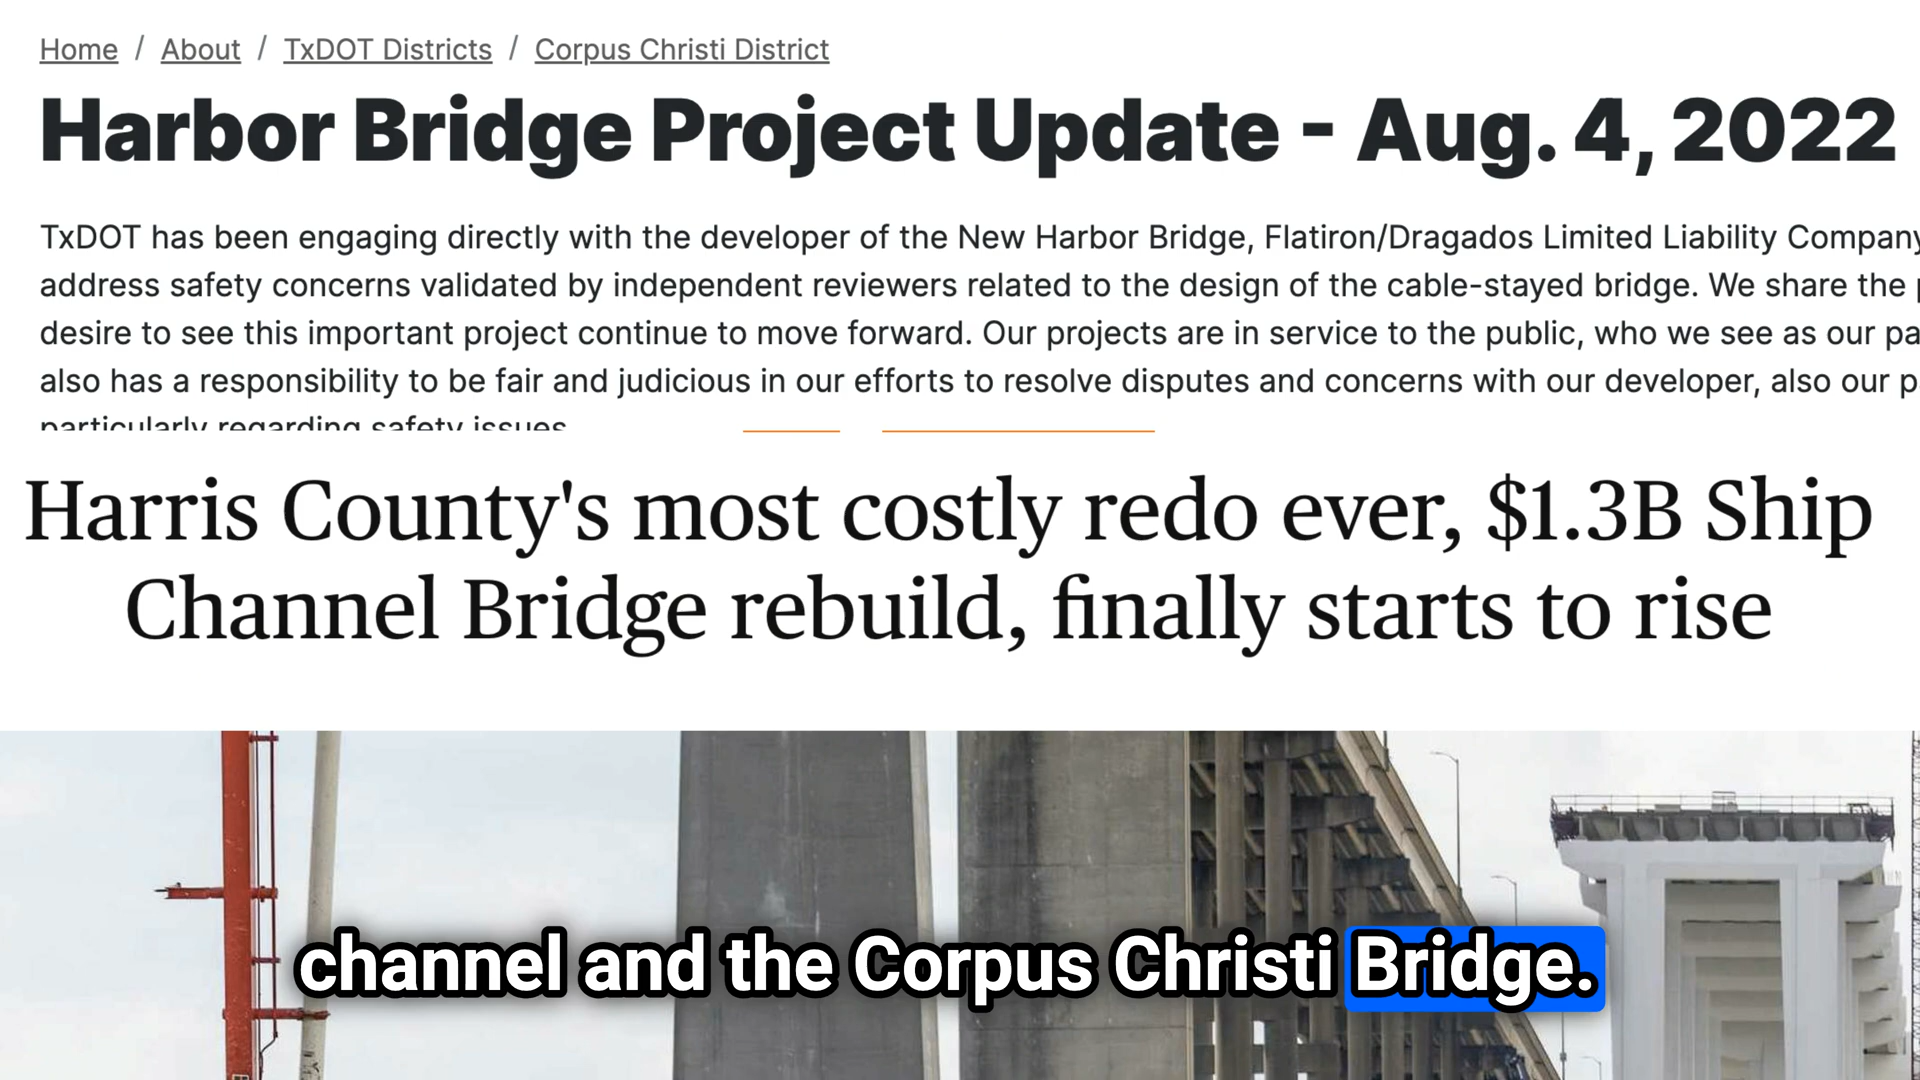 Home / About / TxDOT Districts / Corpus Christi District
Harbor Bridge Project Update - Aug. 4, 2022
TxDOT has been engaging directly with the developer of the New Harbor Bridge, Flatiron/Dragados Limited Liability Company
address safety concerns validated by independent reviewers related to the design of the cable-stayed bridge. We share the
desire to see this important project continue to move forward. Our projects are in service to the public, who we see as our
also has a responsibility to be fair and judicious in our efforts to resolve disputes and concerns with our developer, also our
particularly regarding safety issues
Harris County's most costly redo ever, $1.3B Ship
Channel Bridge rebuild, finally starts to rise
channel and the Corpus Christi Bridge.